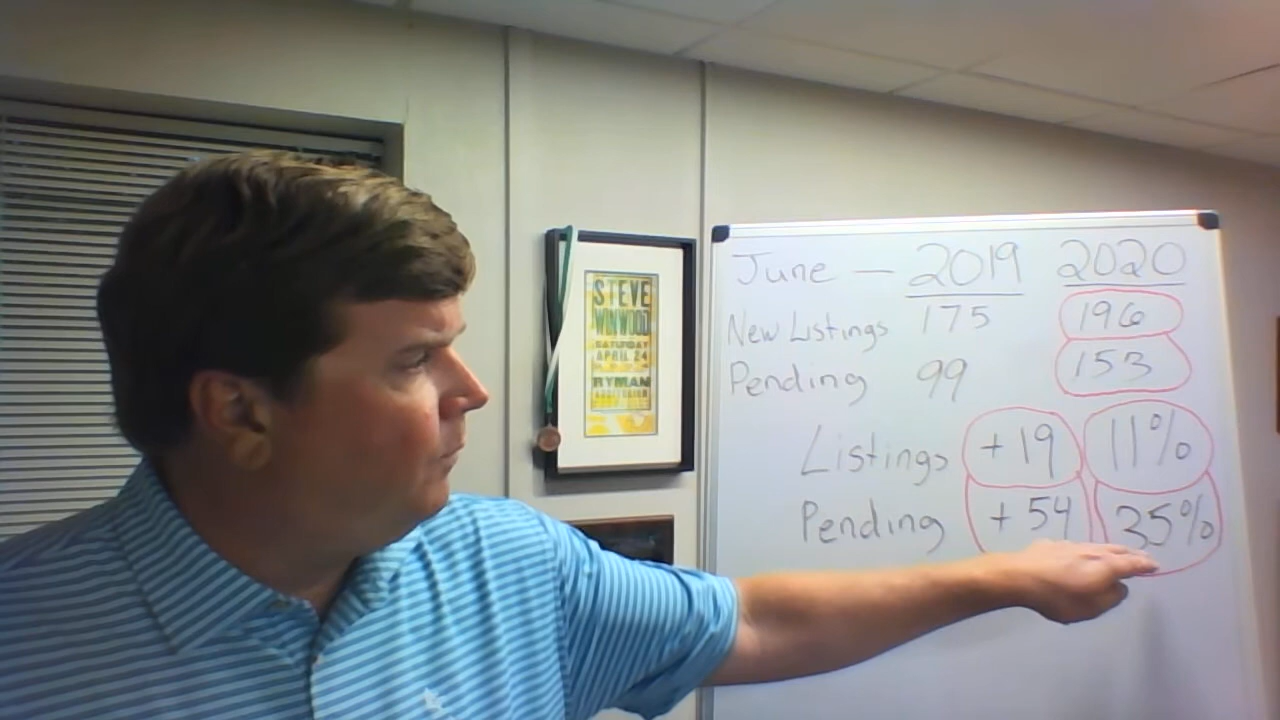 STEVE
WINWOOD
SATURDAY
APRIL 24
RYMAN
AUDITORIUM
June — 2019 2020
New Listings 175 196
Pending 99 153
Listings +19 11%
Pending +54 35%